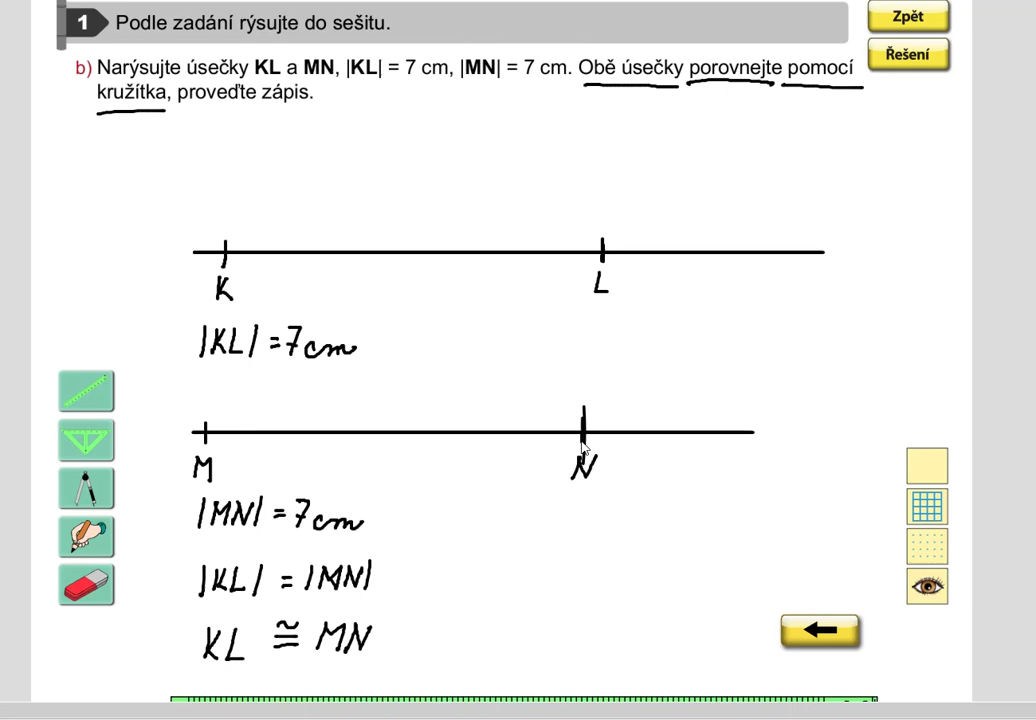 1 Podle zadání rýsujte do sešitu.
Zpět
Řešení
b) Narýsujte úsečky KL a MN, |KL| = 7 cm, |MN| = 7 cm. Obě úsečky porovnejte pomocí
kružítka, proveďte zápis.
K L
|KL| = 7cm
M N
|MN| = 7cm
|KL| = |MN|
KL ≅ MN